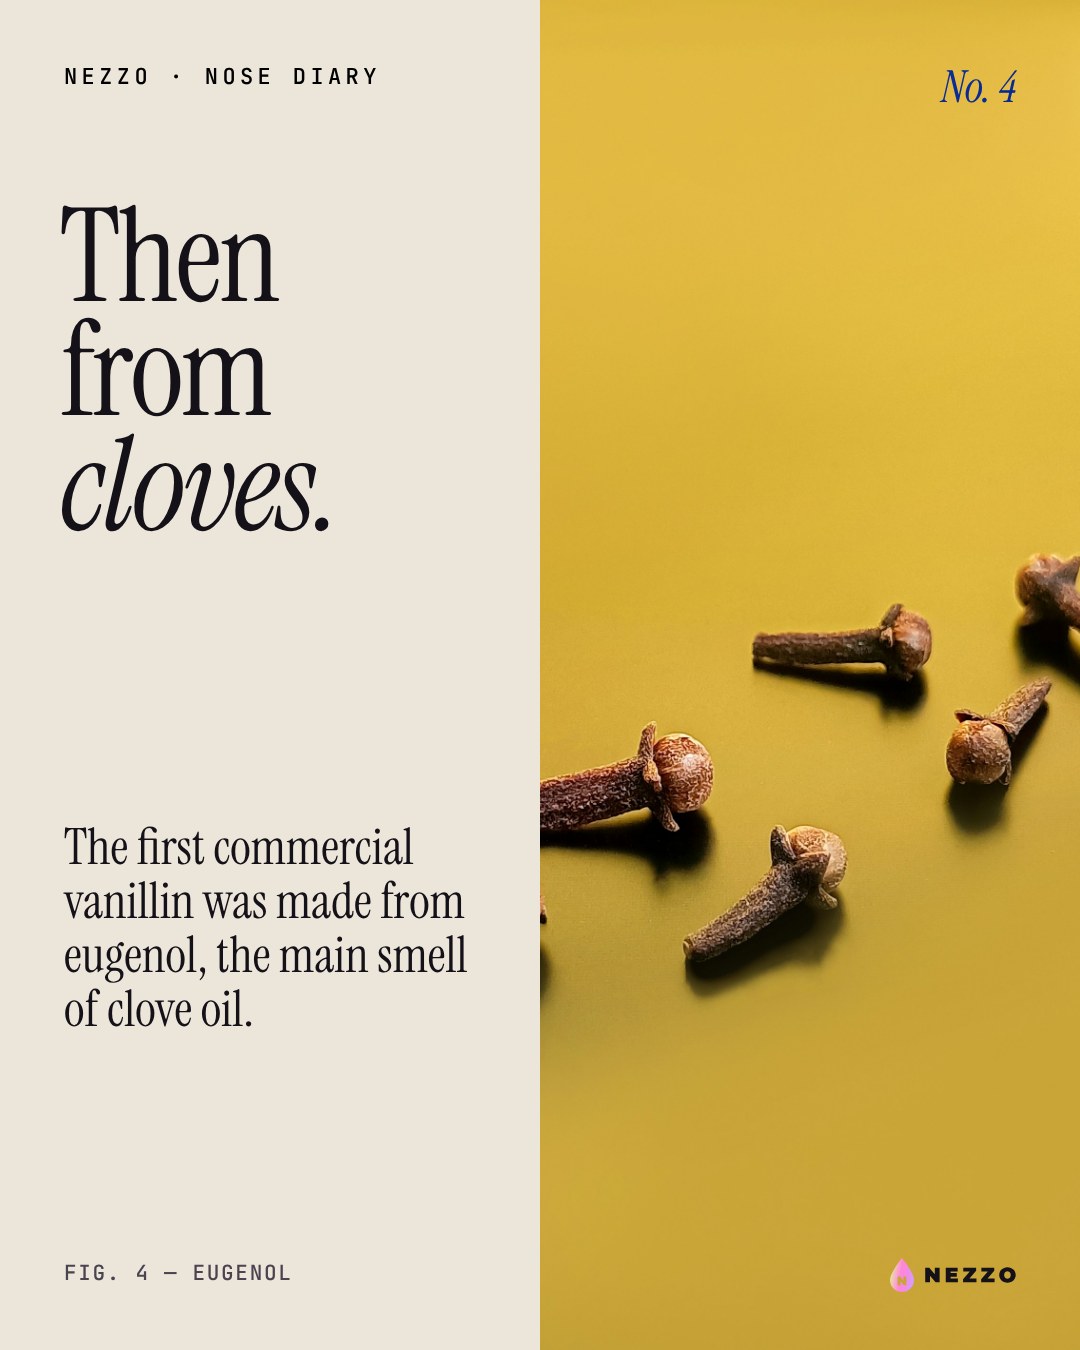 NEZZO · NOSE DIARY
No. 4
Then
from
cloves.
The first commercial
vanillin was made from
eugenol, the main smell
of clove oil.
FIG. 4 — EUGENOL
N NEZZO